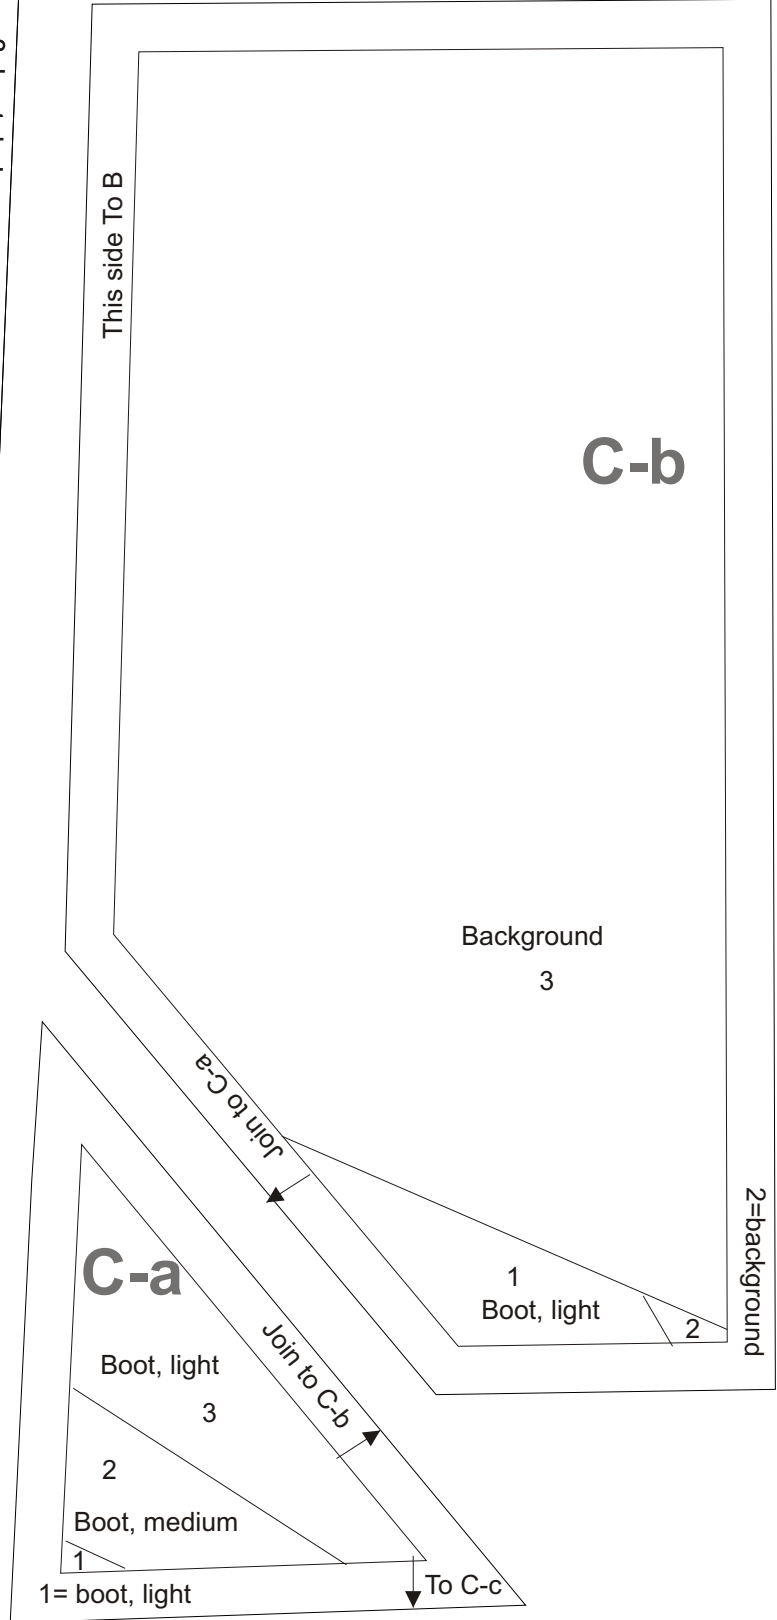 This side To B
C-b
Background
3
Join to C-a
1
Boot, light
2
2=background
C-a
Boot, light
3
Join to C-b
2
Boot, medium
1
1= boot, light
To C-c